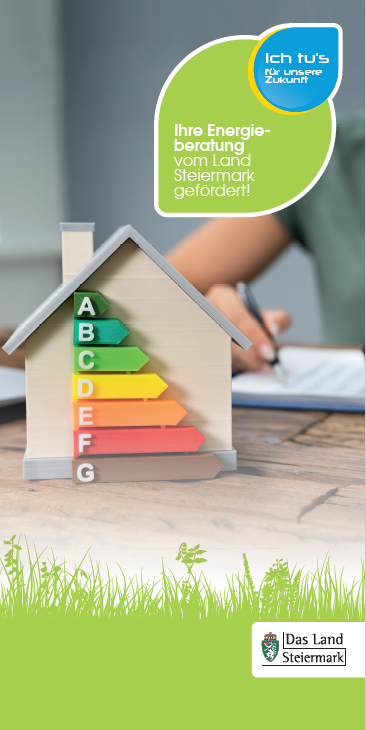 Ich tu's
für unsere
Zukunft
Ihre Energie-
beratung
vom Land
Steiermark
gefördert!
A
B
C
D
E
F
G
Das Land
Steiermark